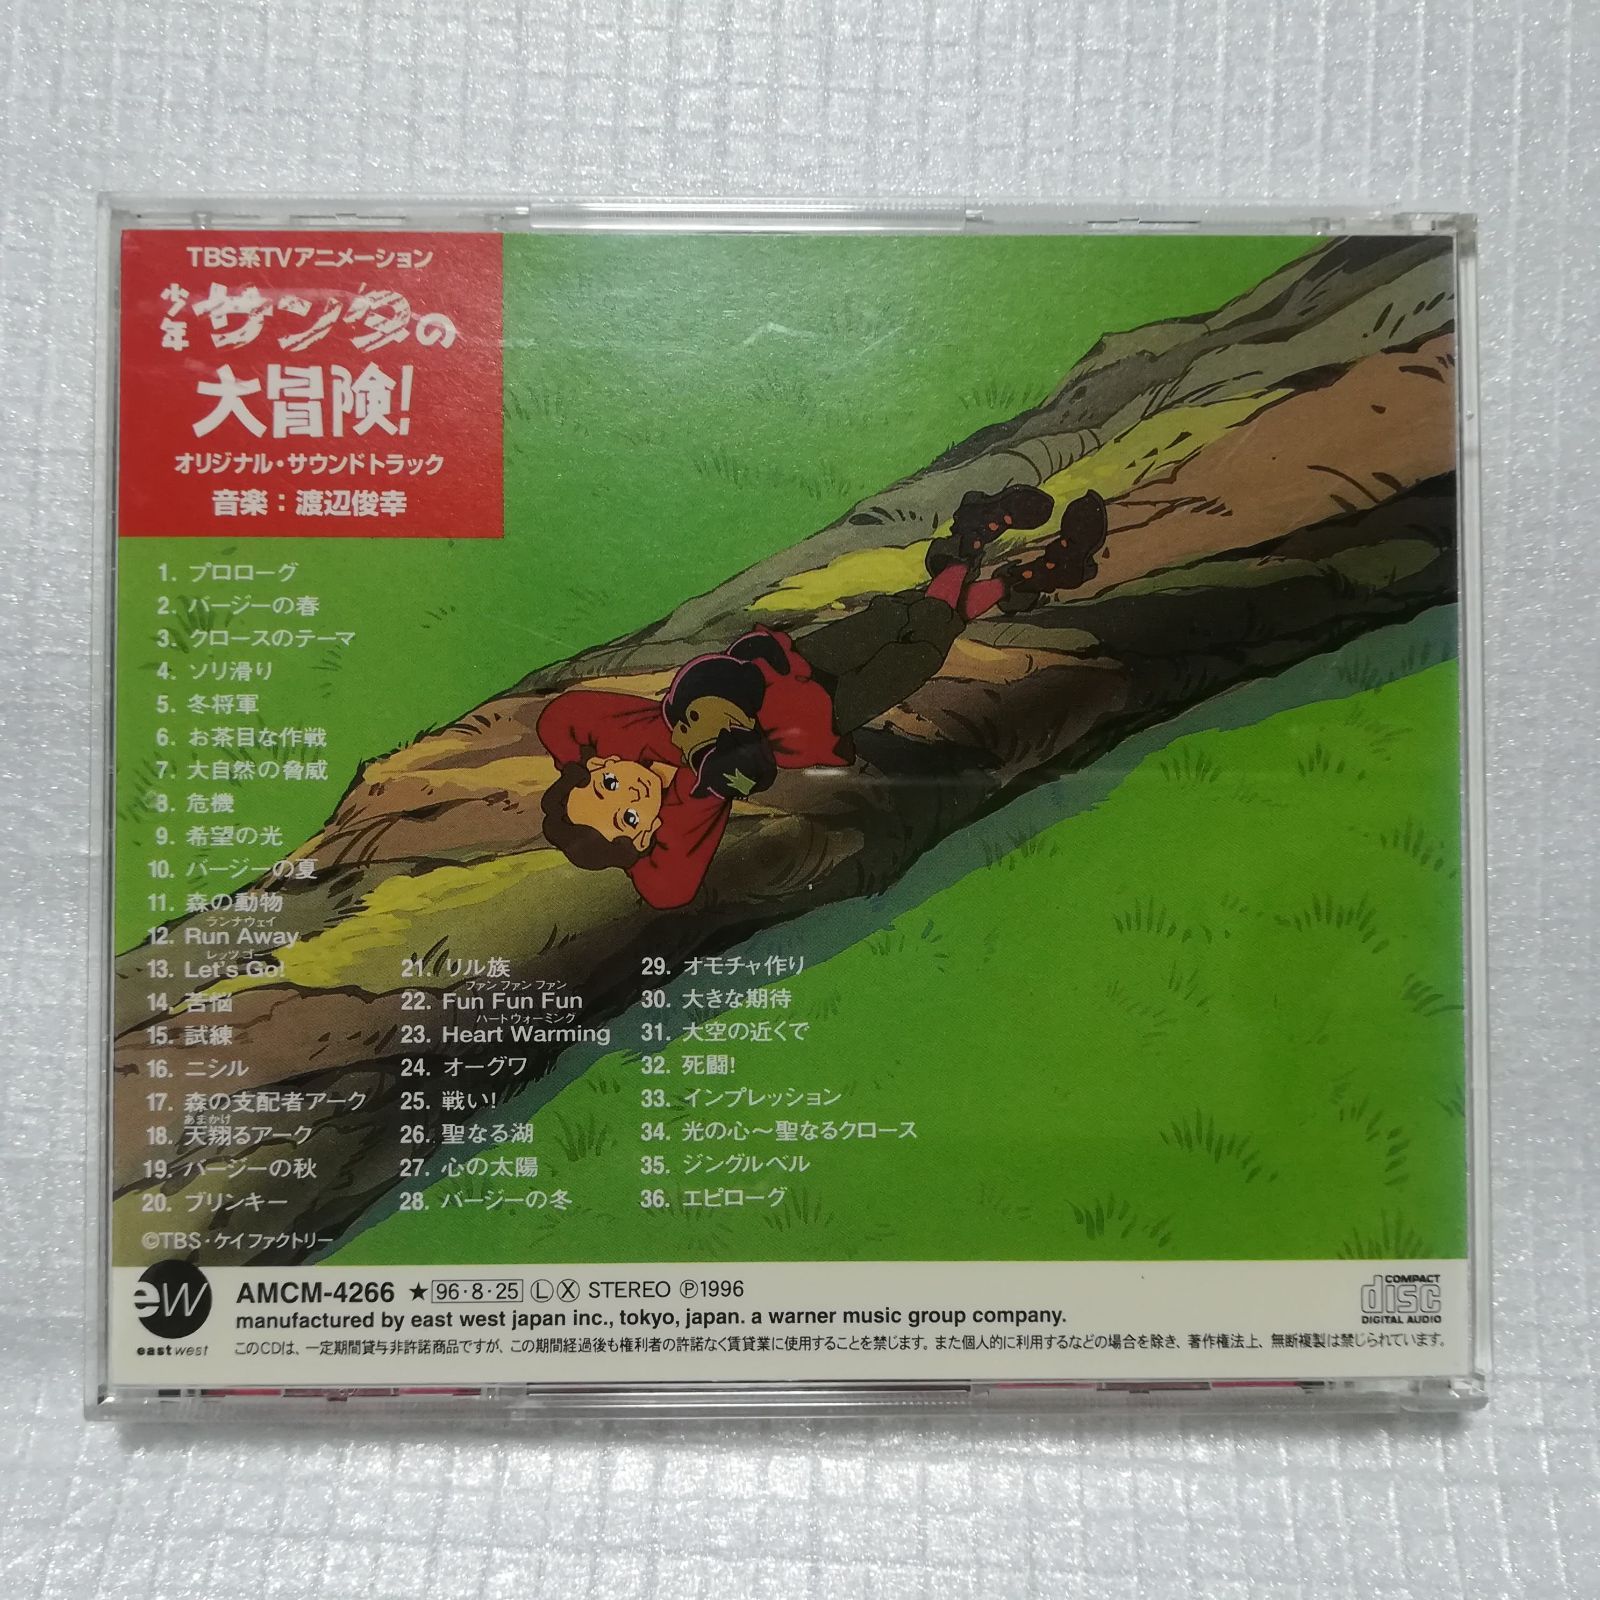 TBS系TVアニメーション
少年サンタの
大冒険!
オリジナル・サウンドトラック
音楽：渡辺俊幸
1. プロローグ
2. バージーの春
3. クロースのテーマ
4. ソリ滑り
5. 冬将軍
6. お茶目な作戦
7. 大自然の脅威
8. 危機
9. 希望の光
10. バージーの夏
11. 森の動物
ランナウェイ
12. Run Away
レッツゴー
13. Let's Go!
14. 苦悩
15. 試練
16. ニシル
17. 森の支配者アーク
あまかけ
18. 天翔るアーク
19. バージーの秋
20. ブリンキー
21. リル族
ファン ファン ファン
22. Fun Fun Fun
ハートウォーミング
23. Heart Warming
24. オーグワ
25. 戦い!
26. 聖なる湖
27. 心の太陽
28. バージーの冬
29. オモチャ作り
30. 大きな期待
31. 大空の近くで
32. 死闘!
33. インプレッション
34. 光の心〜聖なるクロース
35. ジングルベル
36. エピローグ
©TBS・ケイファクトリー
ew
eastwest
AMCM-4266 ★96・8・25 Ⓛ Ⓧ STEREO ℗1996
manufactured by east west japan inc., tokyo, japan. a warner music group company.
このCDは、一定期間貸与非許諾商品ですが、この期間経過後も権利者の許諾なく賃貸業に使用することを禁じます。また個人的に利用するなどの場合を除き、著作権法上、無断複製は禁じられています。
COMPACT
disc
DIGITAL AUDIO